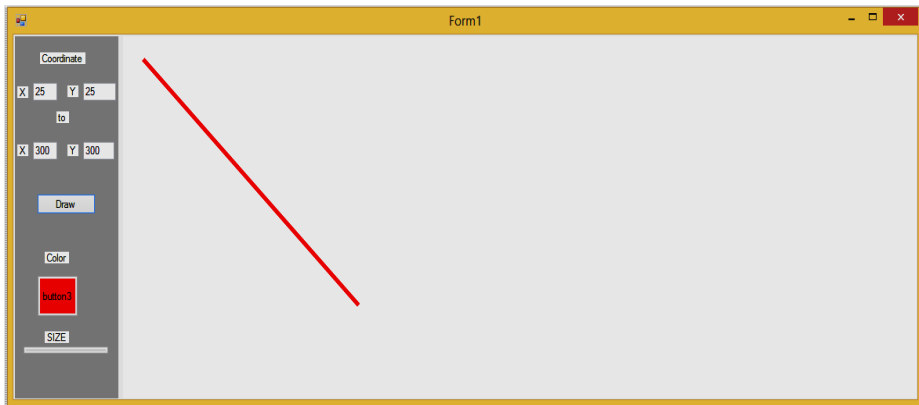 Form1
Coordinate
X 25 Y 25
to
X 300 Y 300
Draw
Color
button3
SIZE